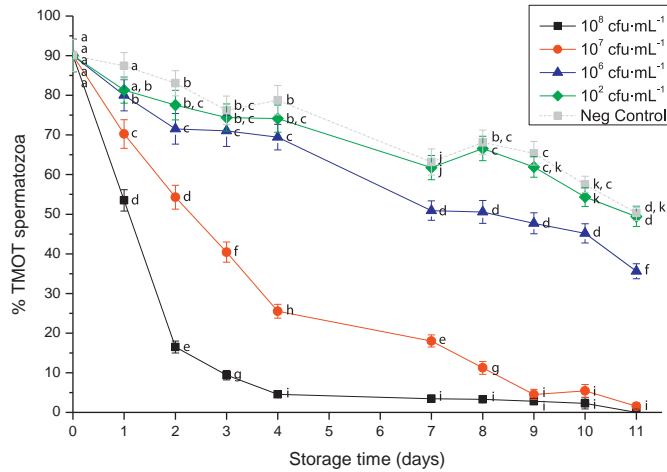 10⁸ cfu·mL⁻¹
10⁷ cfu·mL⁻¹
10⁶ cfu·mL⁻¹
10² cfu·mL⁻¹
Neg Control
% TMOT spermatozoa
100
90
80
70
60
50
40
30
20
10
0
a
a
a
a
a
a
a, b
b
c
d
b
b, c
c
d
e
b
b, c
b, c
c
f
g
b
b, c
c
h
i
j
j
d
e
i
b, c
c
d
g
i
c
c, k
d
i
i
k, c
k
d
i
i
d, k
d
f
i
0 1 2 3 4 5 6 7 8 9 10 11
Storage time (days)